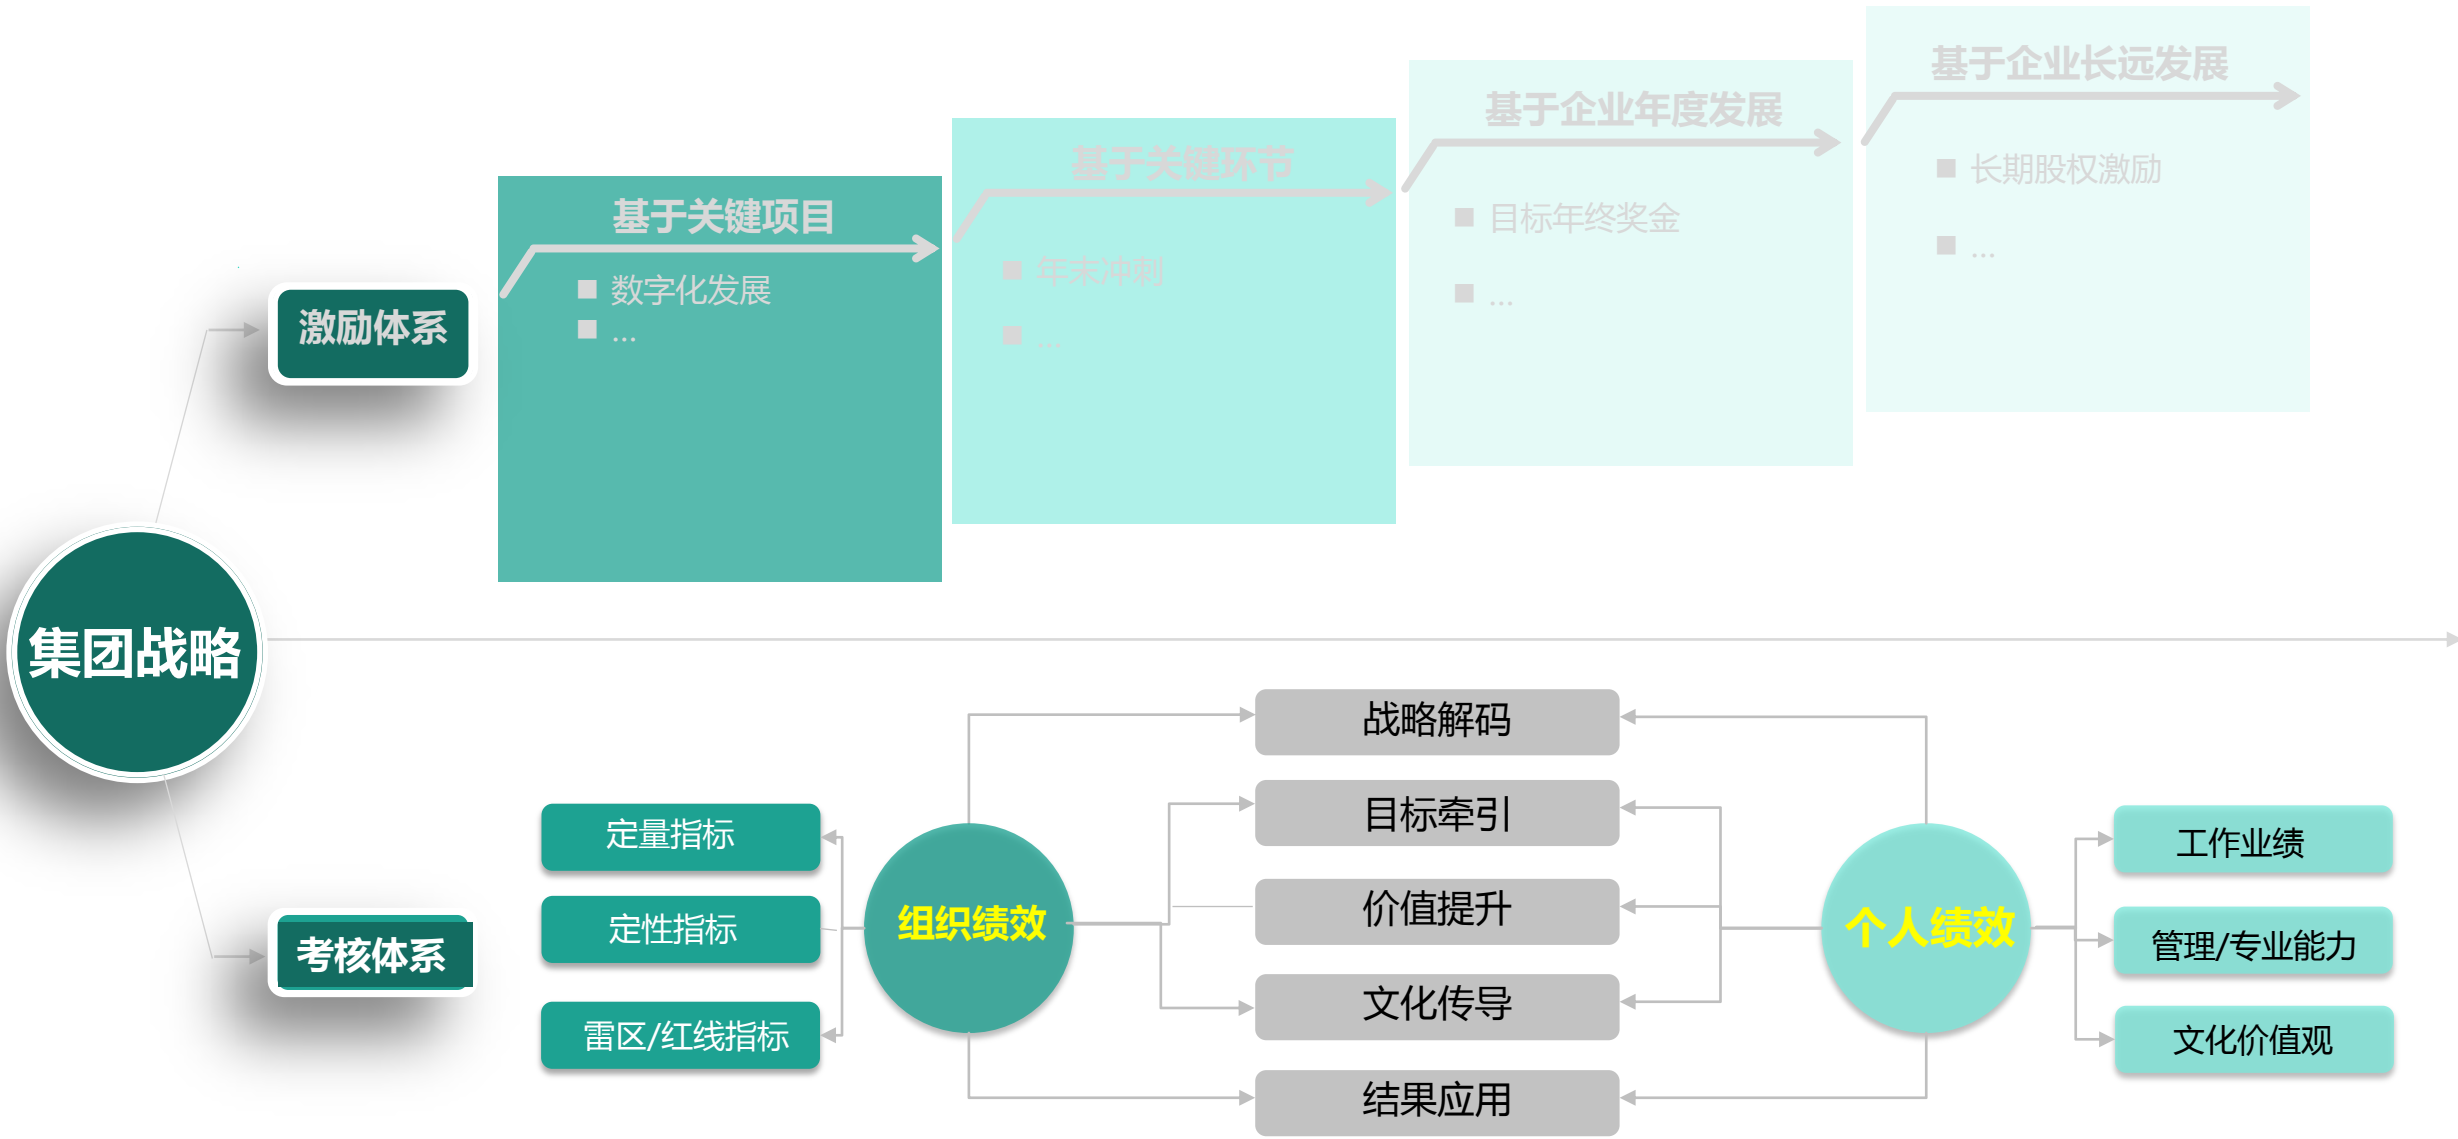 基于企业长远发展
长期股权激励
...
基于企业年度发展
目标年终奖金
...
基于关键环节
年末冲刺
...
基于关键项目
数字化发展
...
激励体系
集团战略
考核体系
定量指标
定性指标
雷区/红线指标
组织绩效
战略解码
目标牵引
价值提升
文化传导
结果应用
个人绩效
工作业绩
管理/专业能力
文化价值观